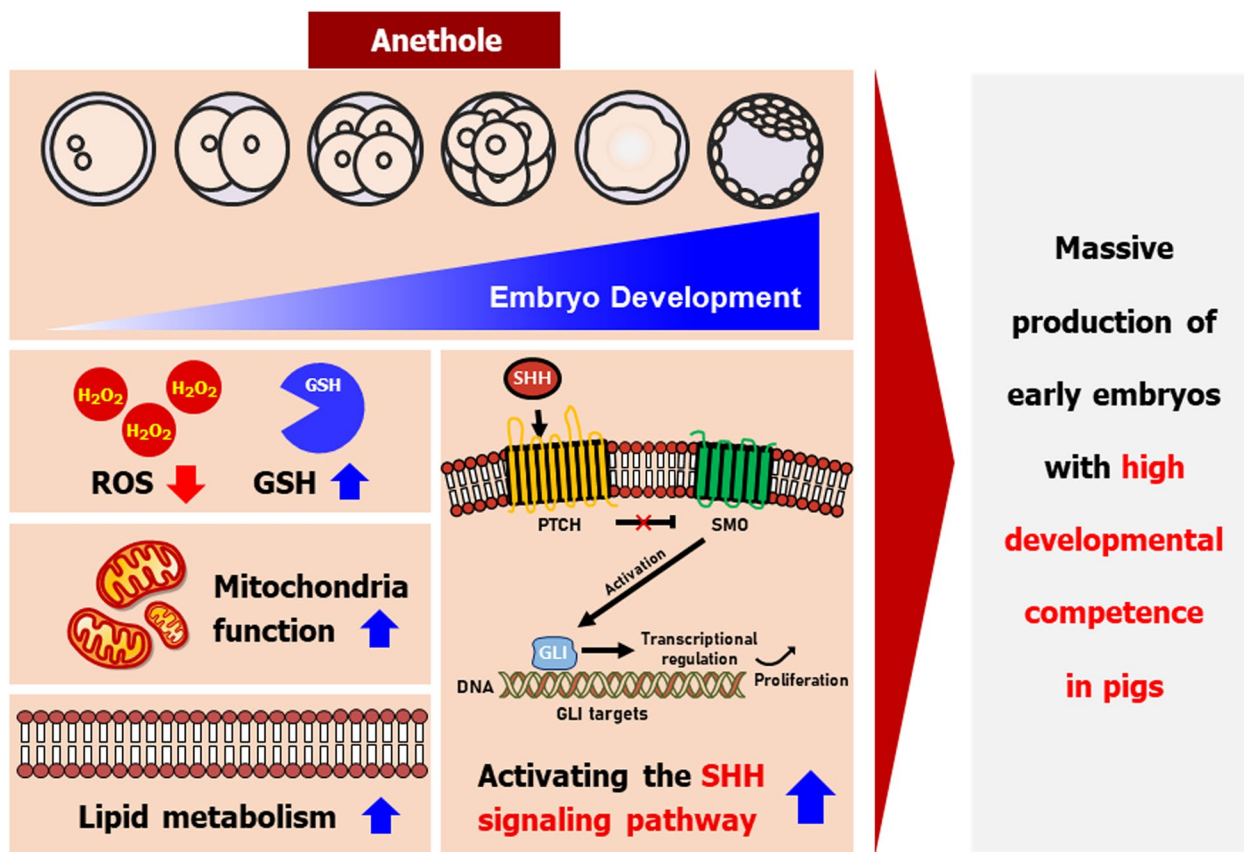 Anethole
Embryo Development
H₂O₂
H₂O₂
H₂O₂
GSH
ROS
GSH
Mitochondria
function
Lipid metabolism
SHH
PTCH
SMO
Activation
GLI
Transcriptional
regulation
Proliferation
DNA
GLI targets
Activating the SHH
signaling pathway
Massive
production of
early embryos
with high
developmental
competence
in pigs